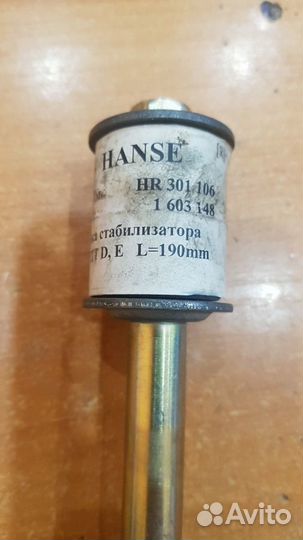 HANSE
HR 301 106
1 603 148
стабилизатора
D, E L=190mm
Avito